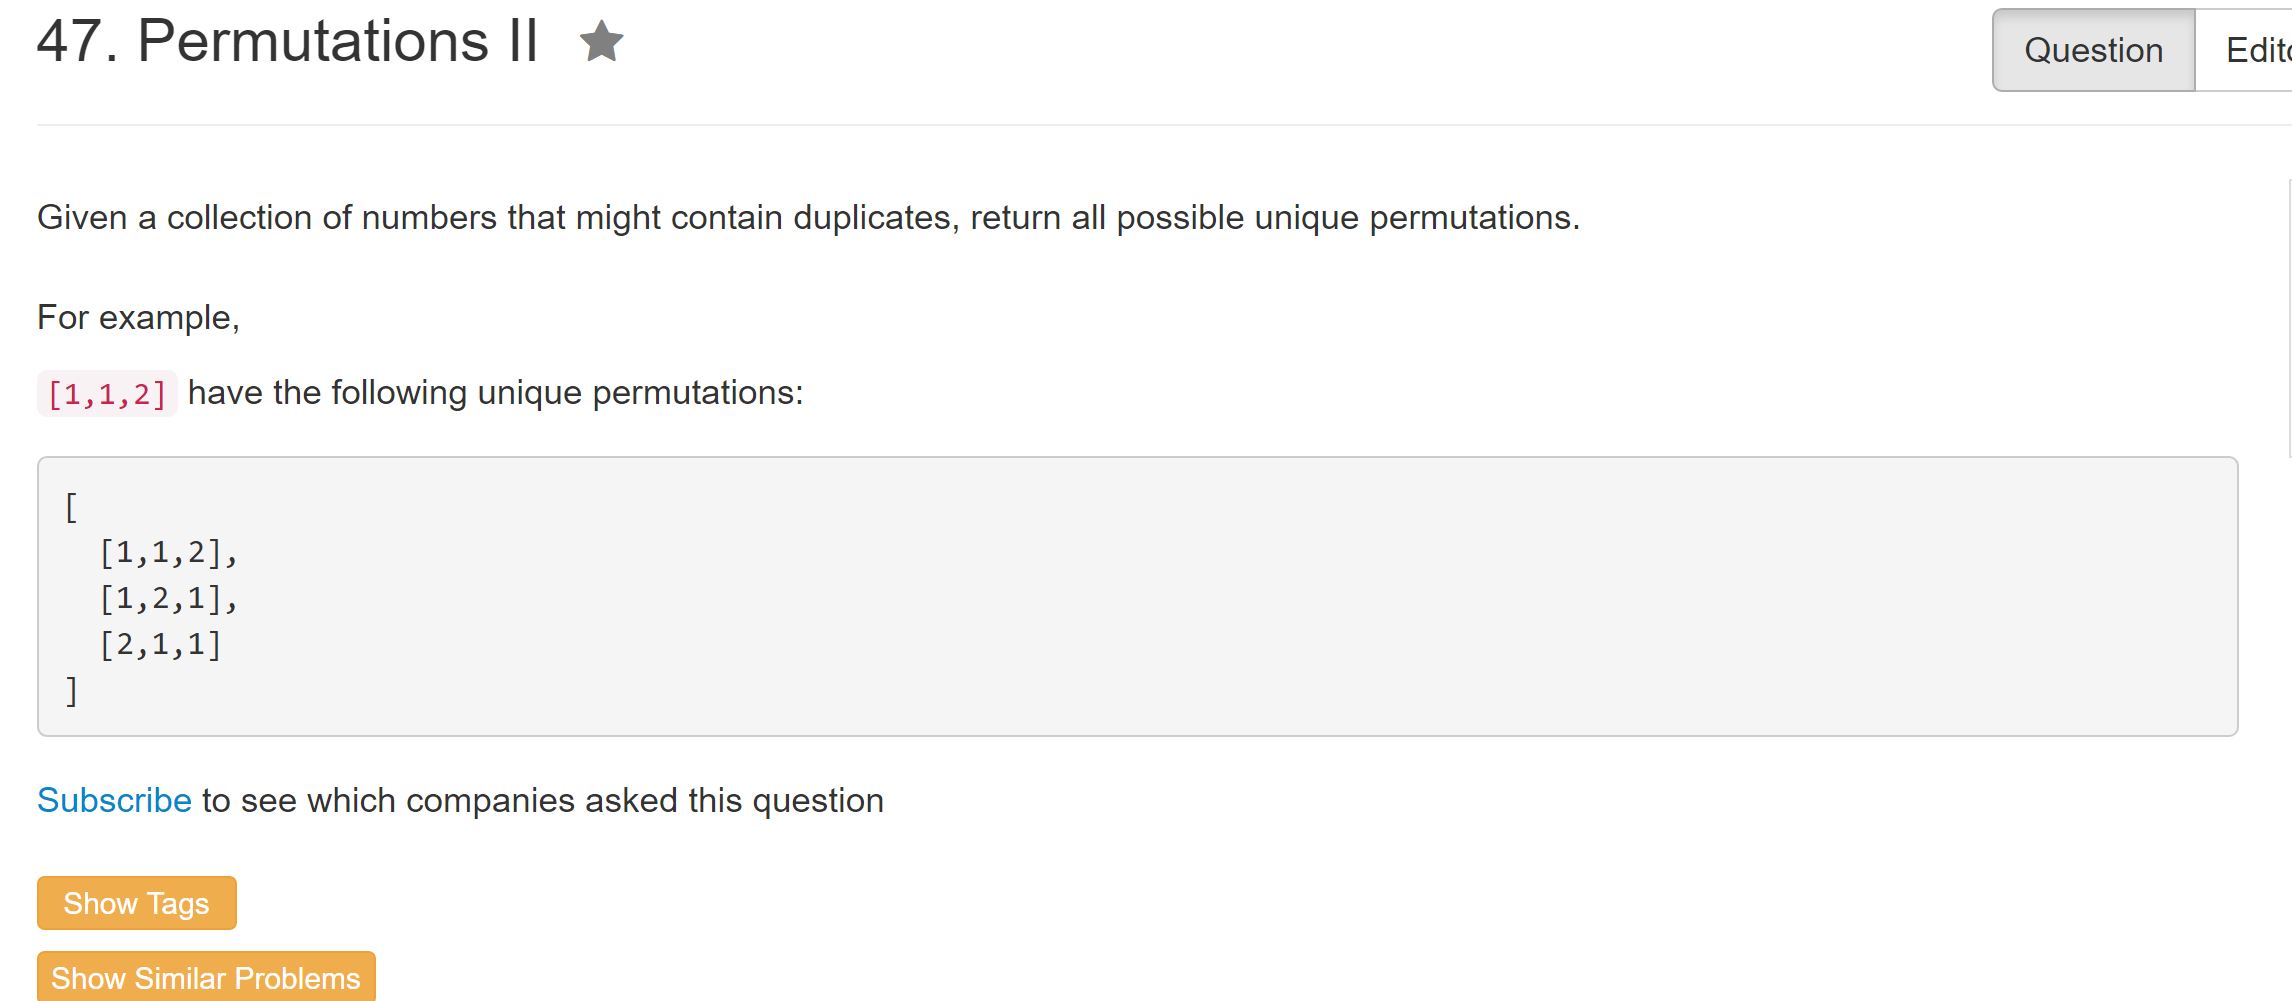 47. Permutations II
Question
Edito
Given a collection of numbers that might contain duplicates, return all possible unique permutations.
For example,
[1,1,2] have the following unique permutations:
[
  [1,1,2],
  [1,2,1],
  [2,1,1]
]
Subscribe to see which companies asked this question
Show Tags
Show Similar Problems